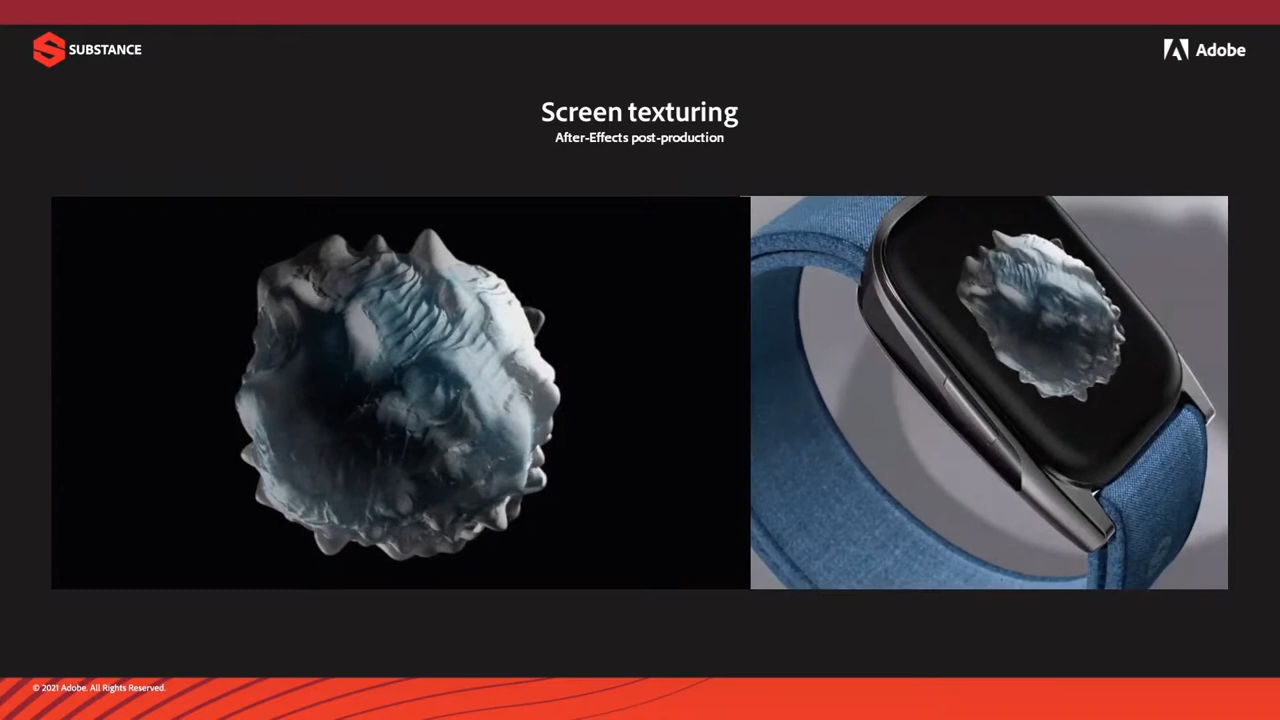 SUBSTANCE
Adobe
Screen texturing
After-Effects post-production
© 2021 Adobe. All Rights Reserved.